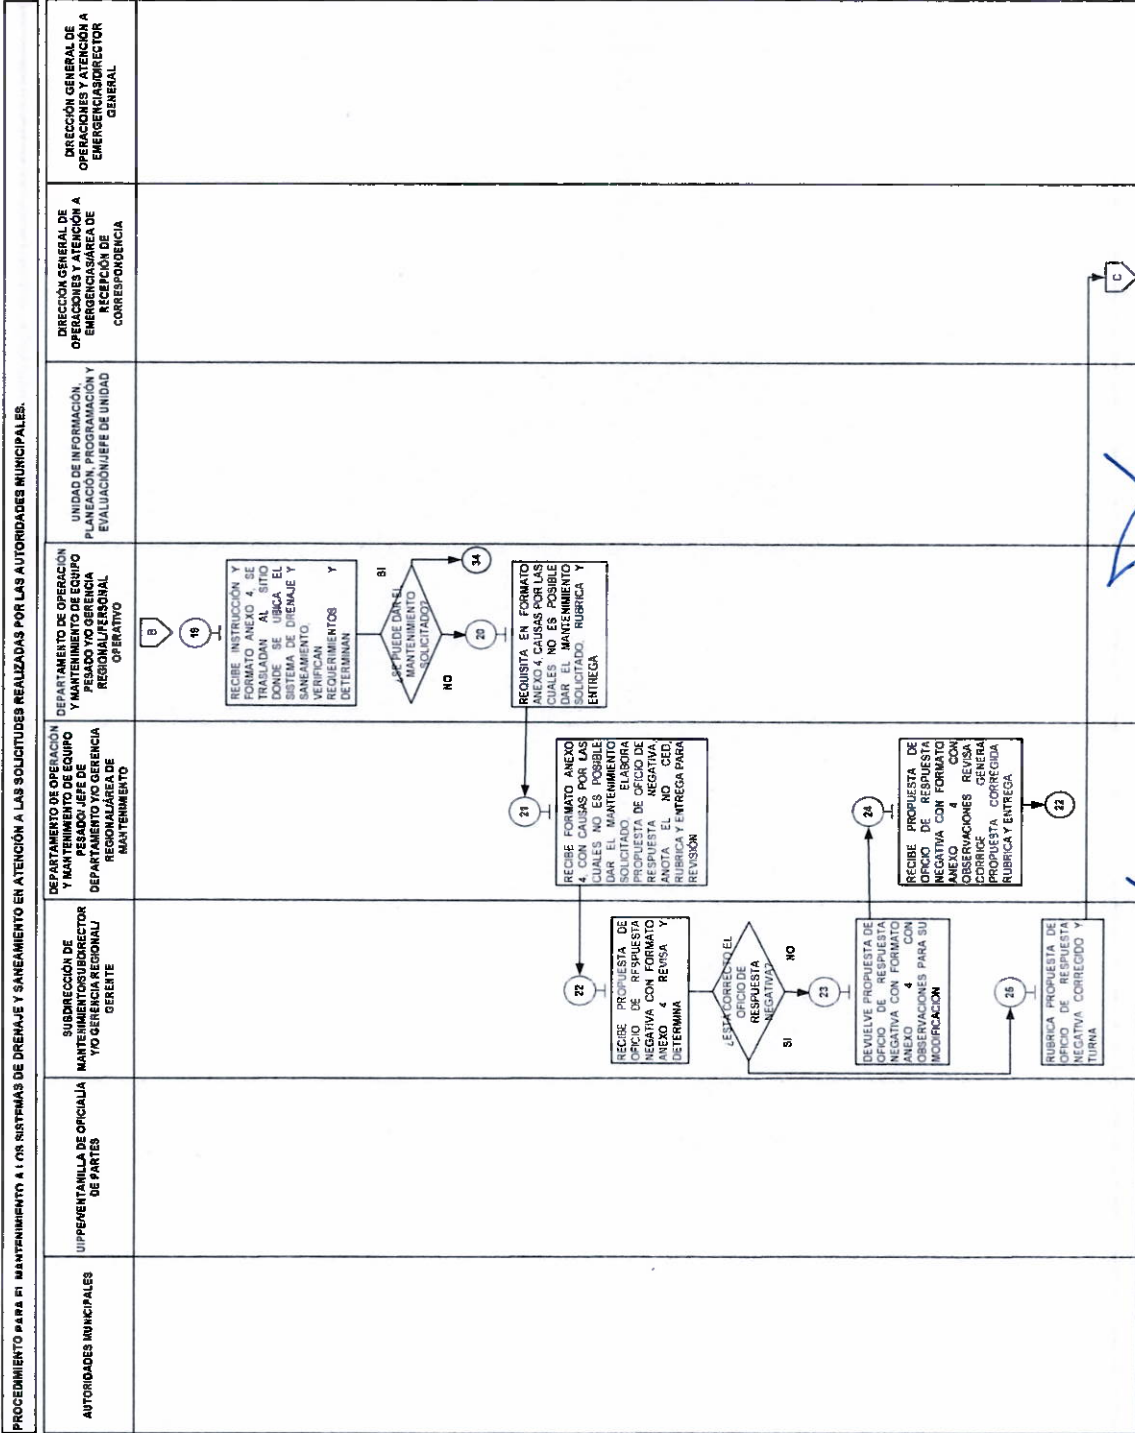 PROCEDIMIENTO PARA EL MANTENIMIENTO A LOS SISTEMAS DE DRENAJE Y SANEAMIENTO EN ATENCIÓN A LAS SOLICITUDES REALIZADAS POR LAS AUTORIDADES MUNICIPALES.
AUTORIDADES MUNICIPALES
UIPPE/VENTANILLA DE OFICIALÍA
DE PARTES
SUBDIRECCIÓN DE
MANTENIMIENTO/SUBDIRECTOR
Y/O GERENCIA REGIONAL/
GERENTE
DEPARTAMENTO DE OPERACIÓN
Y MANTENIMIENTO DE EQUIPO
PESADO/ JEFE DE
DEPARTAMENTO Y/O GERENCIA
REGIONAL/ÁREA DE
MANTENIMIENTO
DEPARTAMENTO DE OPERACIÓN
Y MANTENIMIENTO DE EQUIPO
PESADO Y/O GERENCIA
REGIONAL/PERSONAL
OPERATIVO
UNIDAD DE INFORMACIÓN,
PLANEACIÓN, PROGRAMACIÓN Y
EVALUACIÓN/JEFE DE UNIDAD
DIRECCIÓN GENERAL DE
OPERACIONES Y ATENCIÓN A
EMERGENCIAS/ÁREA DE
RECEPCIÓN DE
CORRESPONDENCIA
DIRECCIÓN GENERAL DE
OPERACIONES Y ATENCIÓN A
EMERGENCIAS/DIRECTOR
GENERAL
B
19
RECIBE INSTRUCCIÓN Y
FORMATO ANEXO 4, SE
TRASLADAN AL SITIO
DONDE SE UBICA EL
SISTEMA DE DRENAJE Y
SANEAMIENTO,
VERIFICAN
REQUERIMIENTOS Y
DETERMINAN
¿SE PUEDE DAR EL
MANTENIMIENTO
SOLICITADO?
SI
34
NO
20
REQUISITA EN FORMATO
ANEXO 4, CAUSAS POR LAS
CUALES NO ES POSIBLE
DAR EL MANTENIMIENTO
SOLICITADO, RUBRICA Y
ENTREGA
21
RECIBE FORMATO ANEXO
4, CON CAUSAS POR LAS
CUALES NO ES POSIBLE
DAR EL MANTENIMIENTO
SOLICITADO, ELABORA
PROPUESTA DE OFICIO DE
RESPUESTA NEGATIVA,
ANOTA EL NO CED,
RUBRICA Y ENTREGA PARA
REVISIÓN
22
RECIBE PROPUESTA DE
OFICIO DE RESPUESTA
NEGATIVA CON FORMATO
ANEXO 4 REVISA Y
DETERMINA
¿ESTÁ CORRECTO EL
OFICIO DE
RESPUESTA
NEGATIVA?
NO
SI
23
DEVUELVE PROPUESTA DE
OFICIO DE RESPUESTA
NEGATIVA CON FORMATO
ANEXO 4 CON
OBSERVACIONES PARA SU
MODIFICACIÓN
24
RECIBE PROPUESTA DE
OFICIO DE RESPUESTA
NEGATIVA CON FORMATO
ANEXO 4 CON
OBSERVACIONES REVISA,
CORRIGE GENERA
PROPUESTA CORREGIDA
RUBRICA Y ENTREGA
22
25
RUBRICA PROPUESTA DE
OFICIO DE RESPUESTA
NEGATIVA CORREGIDO Y
TURNA
C